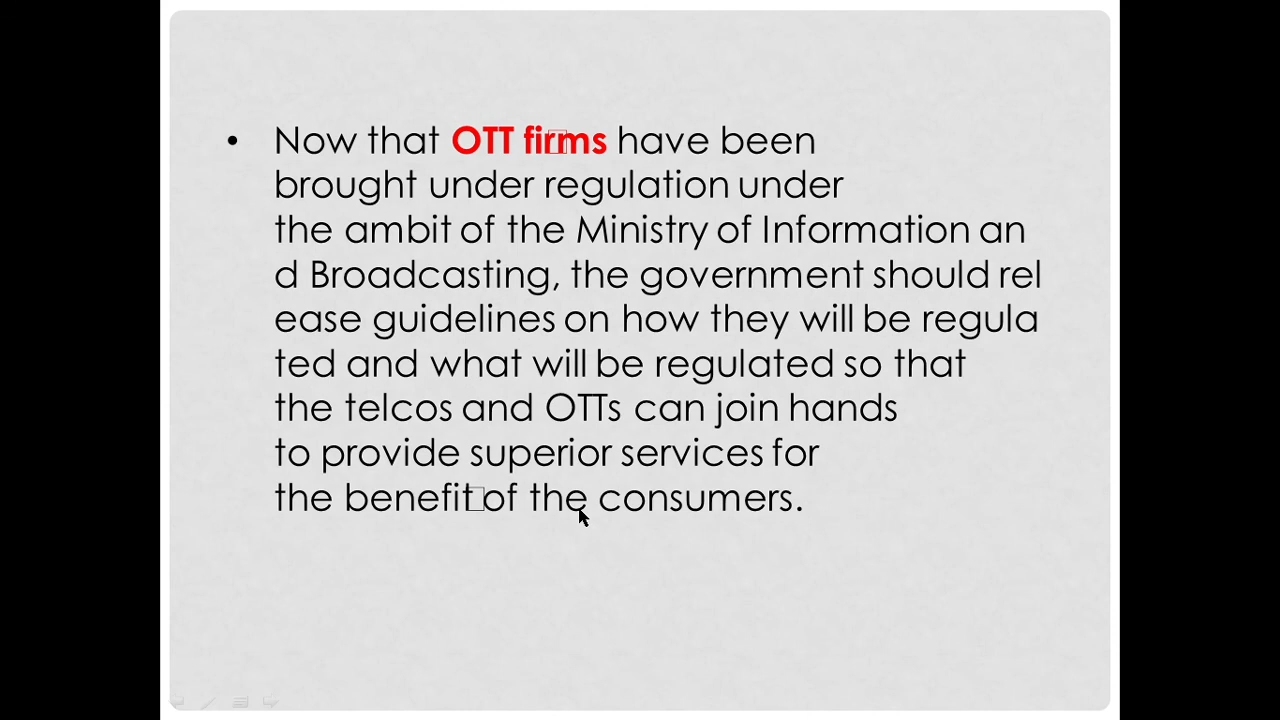 • Now that OTT firms have been
brought under regulation under
the ambit of the Ministry of Information an
d Broadcasting, the government should rel
ease guidelines on how they will be regula
ted and what will be regulated so that
the telcos and OTTs can join hands
to provide superior services for
the benefit of the consumers.